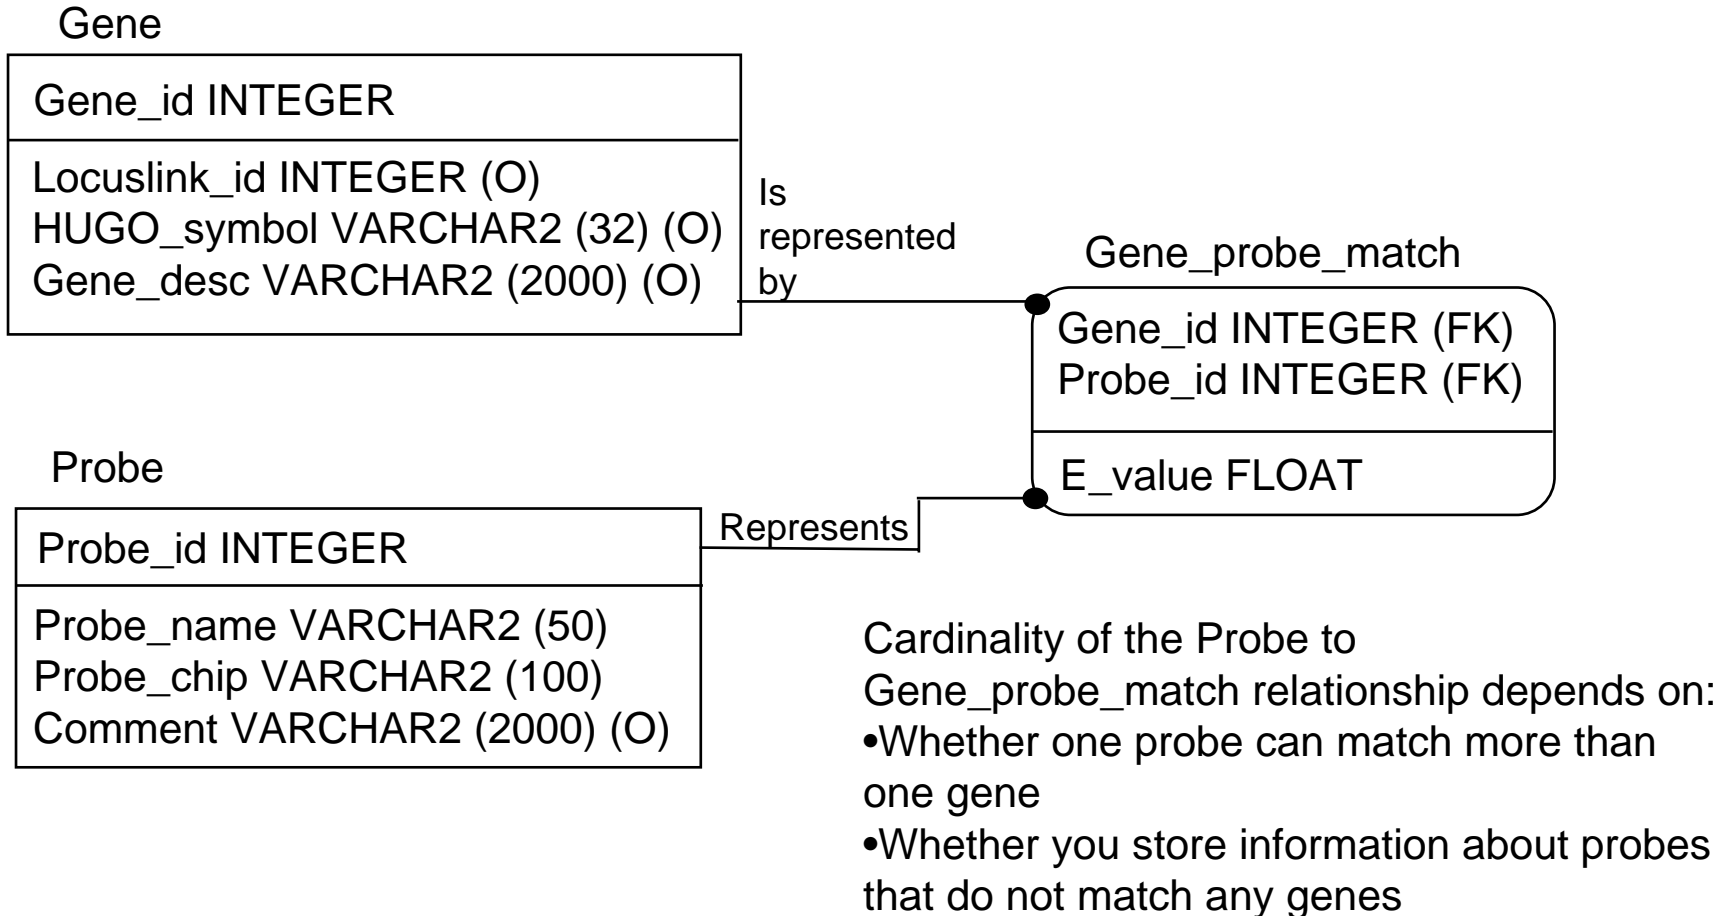 Gene
Gene_id INTEGER
Locuslink_id INTEGER (O)
HUGO_symbol VARCHAR2 (32) (O)
Gene_desc VARCHAR2 (2000) (O)
Is
represented
by
Gene_probe_match
Gene_id INTEGER (FK)
Probe_id INTEGER (FK)
E_value FLOAT
Probe
Probe_id INTEGER
Probe_name VARCHAR2 (50)
Probe_chip VARCHAR2 (100)
Comment VARCHAR2 (2000) (O)
Represents
Cardinality of the Probe to
Gene_probe_match relationship depends on:
•Whether one probe can match more than
one gene
•Whether you store information about probes
that do not match any genes